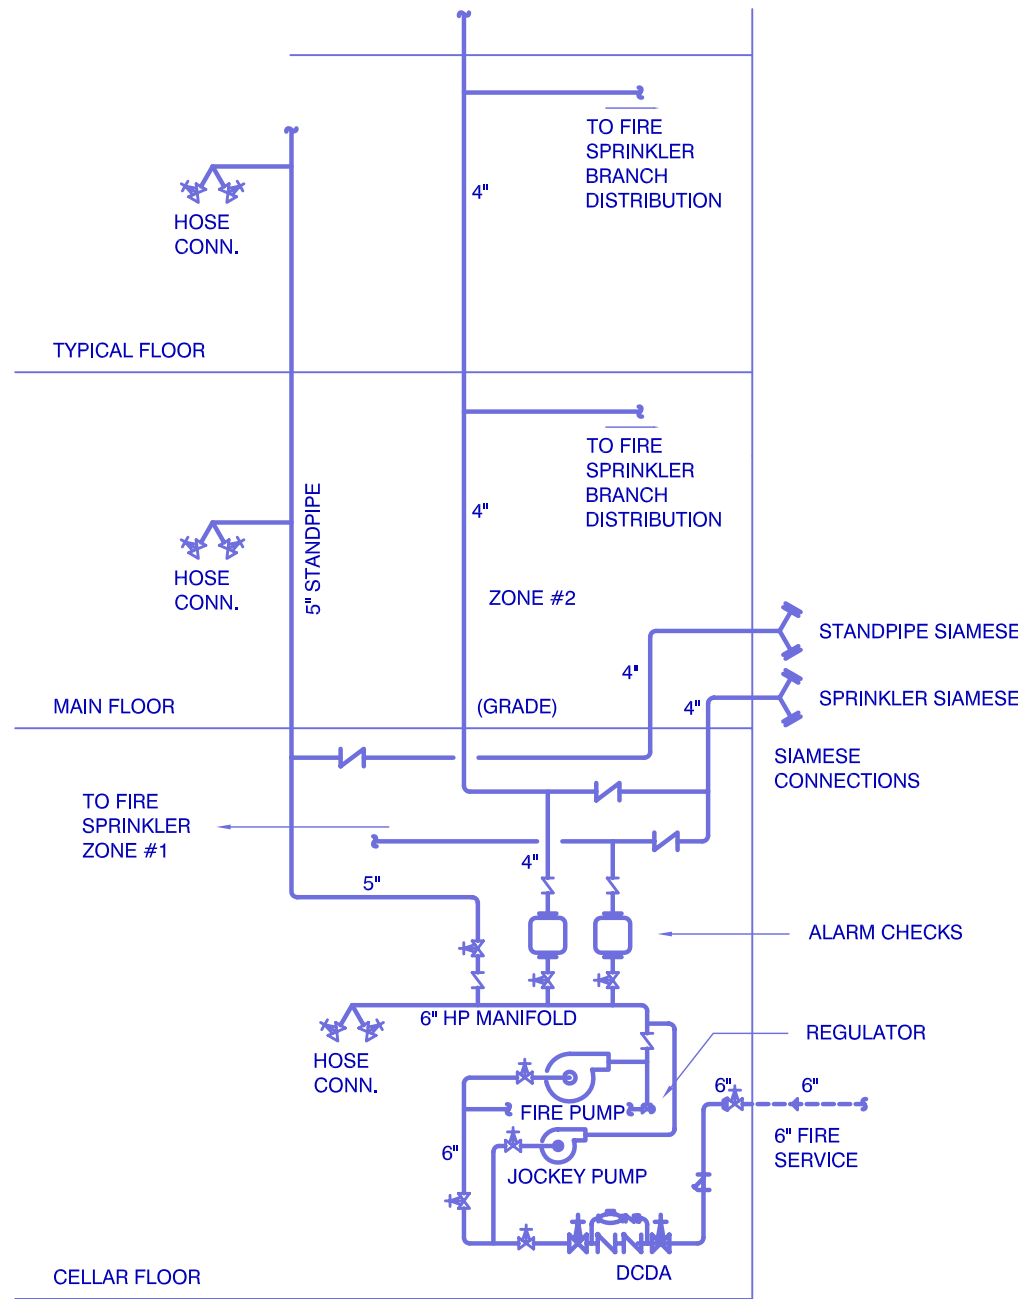 TO FIRE
SPRINKLER
BRANCH
DISTRIBUTION
4"
HOSE
CONN.
TYPICAL FLOOR
TO FIRE
SPRINKLER
BRANCH
DISTRIBUTION
5" STANDPIPE
4"
HOSE
CONN.
ZONE #2
STANDPIPE SIAMESE
4"
SPRINKLER SIAMESE
4"
MAIN FLOOR
(GRADE)
SIAMESE
CONNECTIONS
TO FIRE
SPRINKLER
ZONE #1
4"
5"
ALARM CHECKS
6" HP MANIFOLD
REGULATOR
HOSE
CONN.
6"
6"
FIRE PUMP
6" FIRE
SERVICE
6"
JOCKEY PUMP
DCDA
CELLAR FLOOR